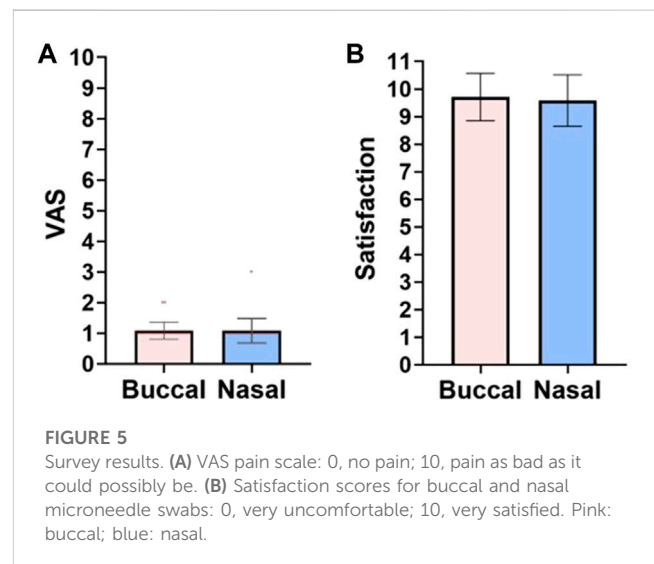 A
B
VAS
10
9
8
7
6
5
4
3
2
1
0
Buccal Nasal
Satisfaction
11
10
9
8
7
6
5
4
3
2
1
0
Buccal Nasal
FIGURE 5
Survey results. (A) VAS pain scale: 0, no pain; 10, pain as bad as it
could possibly be. (B) Satisfaction scores for buccal and nasal
microneedle swabs: 0, very uncomfortable; 10, very satisfied. Pink:
buccal; blue: nasal.